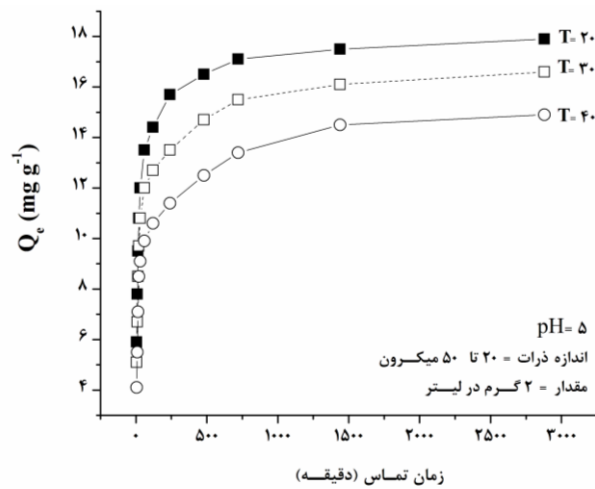 Qe (mg g-1)
۱۸
۱۶
۱۴
۱۲
۱۰
۸
۶
۴
T= ۲۰
T= ۳۰
T= ۴۰
pH= ۵
اندازه ذرات = ۲۰ تا ۵۰ میکرون
مقدار = ۲ گرم در لیتر
۰ ۵۰۰ ۱۰۰۰ ۱۵۰۰ ۲۰۰۰ ۲۵۰۰ ۳۰۰۰
زمان تماس (دقیقه)